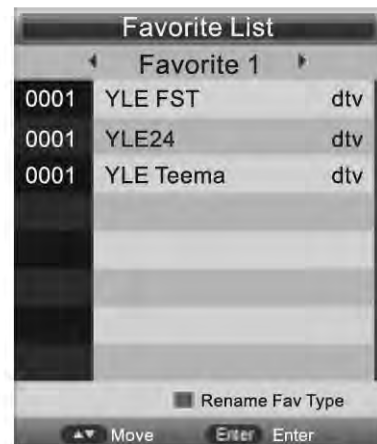 Favorite List
Favorite 1
0001 YLE FST dtv
0001 YLE24 dtv
0001 YLE Teema dtv
Rename Fav Type
Move Enter Enter